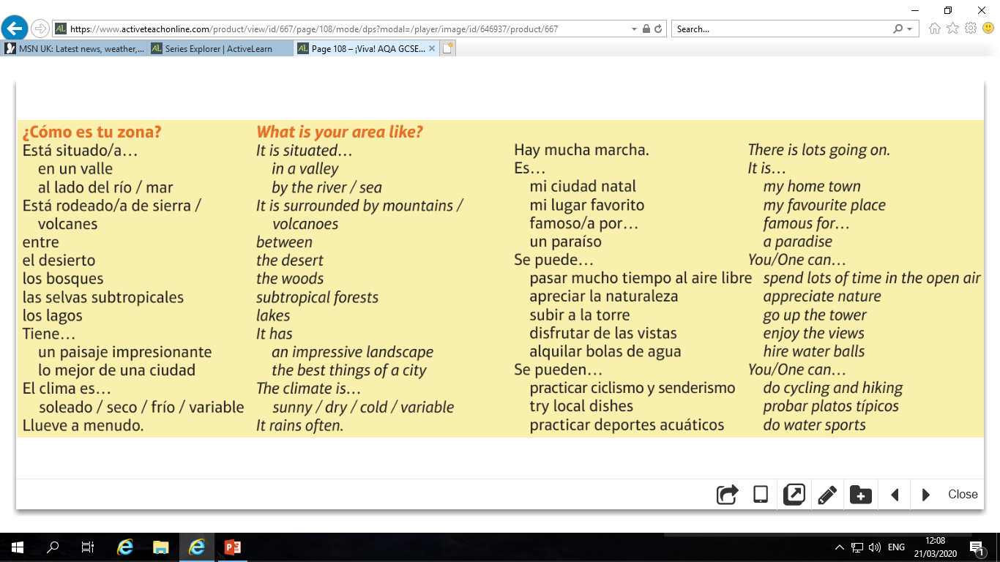 https://www.activeteachonline.com/product/view/id/667/page/108/mode/dps?modal=/player/image/id/646937/product/667
Search...
MSN UK: Latest news, weather,...
Series Explorer | ActiveLearn
Page 108 – ¡Viva! AQA GCSE...
¿Cómo es tu zona? What is your area like?
Está situado/a… It is situated…
en un valle in a valley
al lado del río / mar by the river / sea
Está rodeado/a de sierra / It is surrounded by mountains /
volcanes volcanoes
entre between
el desierto the desert
los bosques the woods
las selvas subtropicales subtropical forests
los lagos lakes
Tiene… It has
un paisaje impresionante an impressive landscape
lo mejor de una ciudad the best things of a city
El clima es… The climate is…
soleado / seco / frío / variable sunny / dry / cold / variable
Llueve a menudo. It rains often.
Hay mucha marcha. There is lots going on.
Es… It is…
mi ciudad natal my home town
mi lugar favorito my favourite place
famoso/a por… famous for…
un paraíso a paradise
Se puede… You/One can…
pasar mucho tiempo al aire libre spend lots of time in the open air
apreciar la naturaleza appreciate nature
subir a la torre go up the tower
disfrutar de las vistas enjoy the views
alquilar bolas de agua hire water balls
Se pueden… You/One can…
practicar ciclismo y senderismo do cycling and hiking
try local dishes probar platos típicos
practicar deportes acuáticos do water sports
Close
ENG
12:08
21/03/2020
1